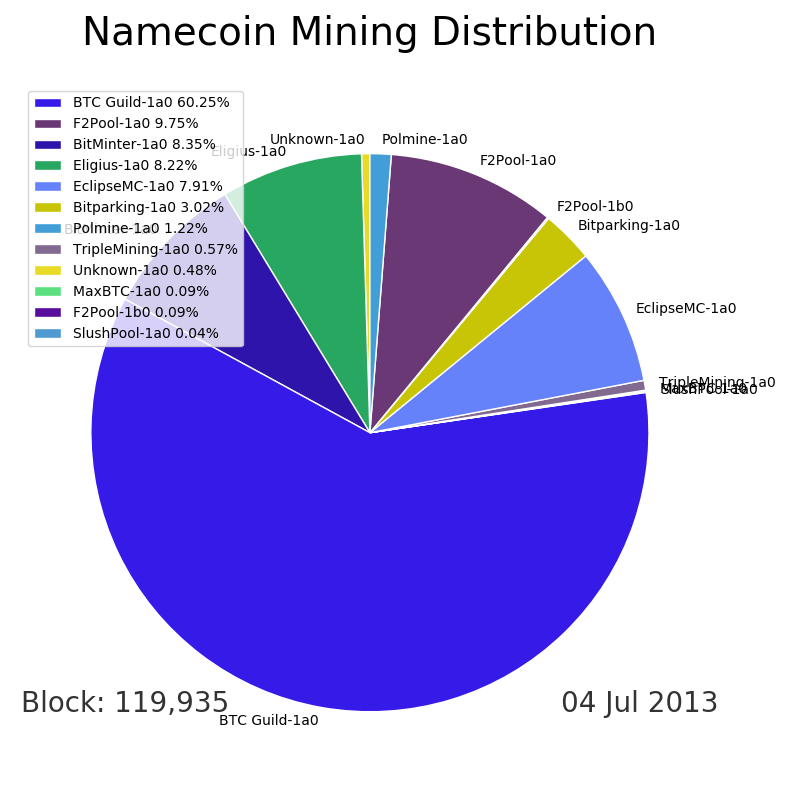 Namecoin Mining Distribution
BTC Guild-1a0 60.25%
F2Pool-1a0 9.75%
BitMinter-1a0 8.35%
Eligius-1a0 8.22%
EclipseMC-1a0 7.91%
Bitparking-1a0 3.02%
Polmine-1a0 1.22%
TripleMining-1a0 0.57%
Unknown-1a0 0.48%
MaxBTC-1a0 0.09%
F2Pool-1b0 0.09%
SlushPool-1a0 0.04%
Unknown-1a0
Polmine-1a0
Eligius-1a0
F2Pool-1a0
F2Pool-1b0
Bitparking-1a0
EclipseMC-1a0
TripleMining-1a0
MaxBTC-1a0
SlushPool-1a0
BTC Guild-1a0
Block: 119,935
04 Jul 2013